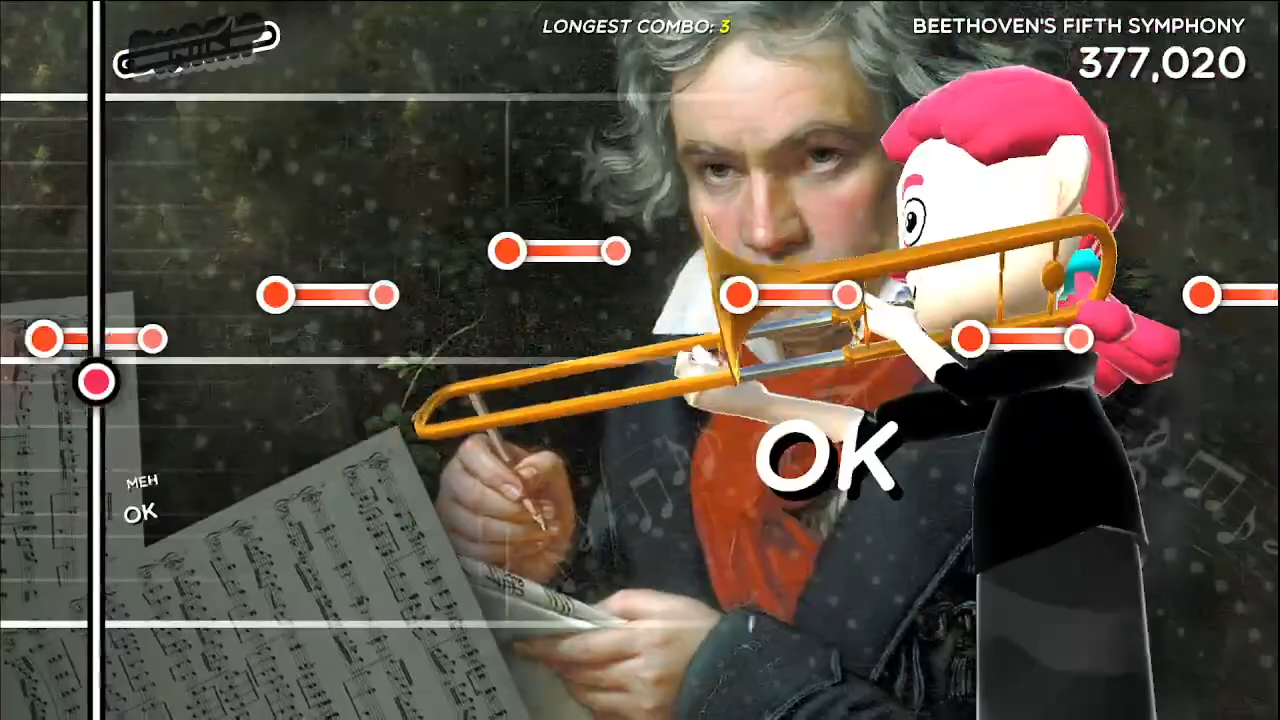 LONGEST COMBO: 3
BEETHOVEN'S FIFTH SYMPHONY
377,020
OK
MEH
OK